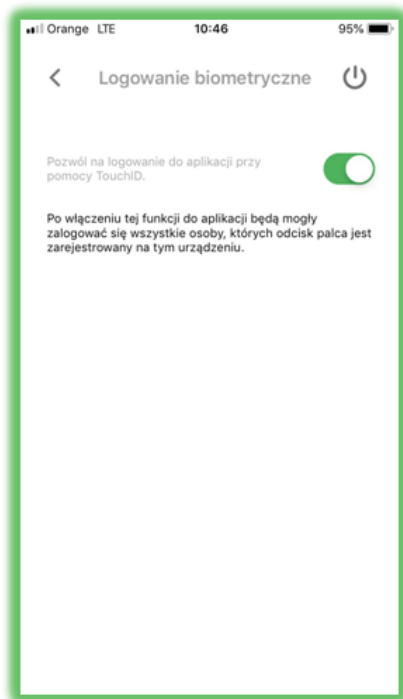 Orange LTE 10:46 95%
Logowanie biometryczne
Pozwól na logowanie do aplikacji przy
pomocy TouchID.
Po włączeniu tej funkcji do aplikacji będą mogły
zalogować się wszystkie osoby, których odcisk palca jest
zarejestrowany na tym urządzeniu.